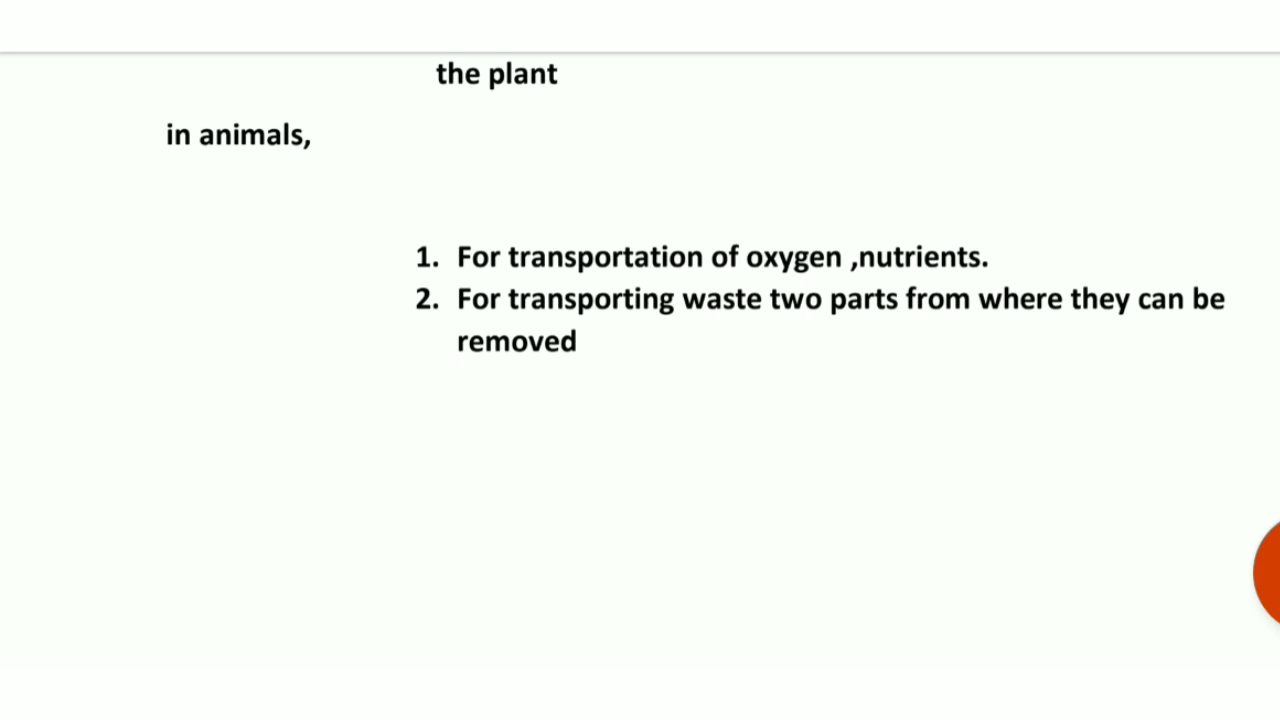 the plant
in animals,
1. For transportation of oxygen ,nutrients.
2. For transporting waste two parts from where they can be
removed